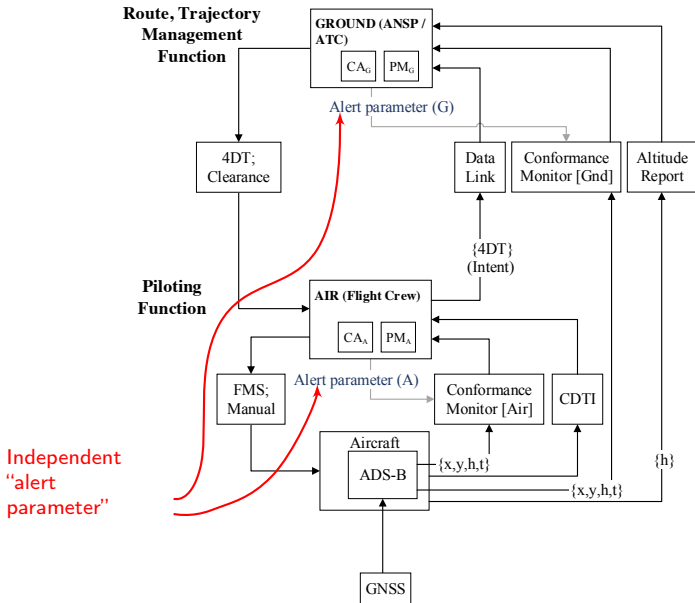 Route, Trajectory
Management
Function
GROUND (ANSP /
ATC)
CA_G
PM_G
Alert parameter (G)
4DT;
Clearance
Data
Link
Conformance
Monitor [Gnd]
Altitude
Report
{4DT}
(Intent)
Piloting
Function
AIR (Flight Crew)
CA_A
PM_A
Alert parameter (A)
FMS;
Manual
Conformance
Monitor [Air]
CDTI
Aircraft
ADS-B
{x,y,h,t}
{x,y,h,t}
{h}
Independent
“alert
parameter”
GNSS